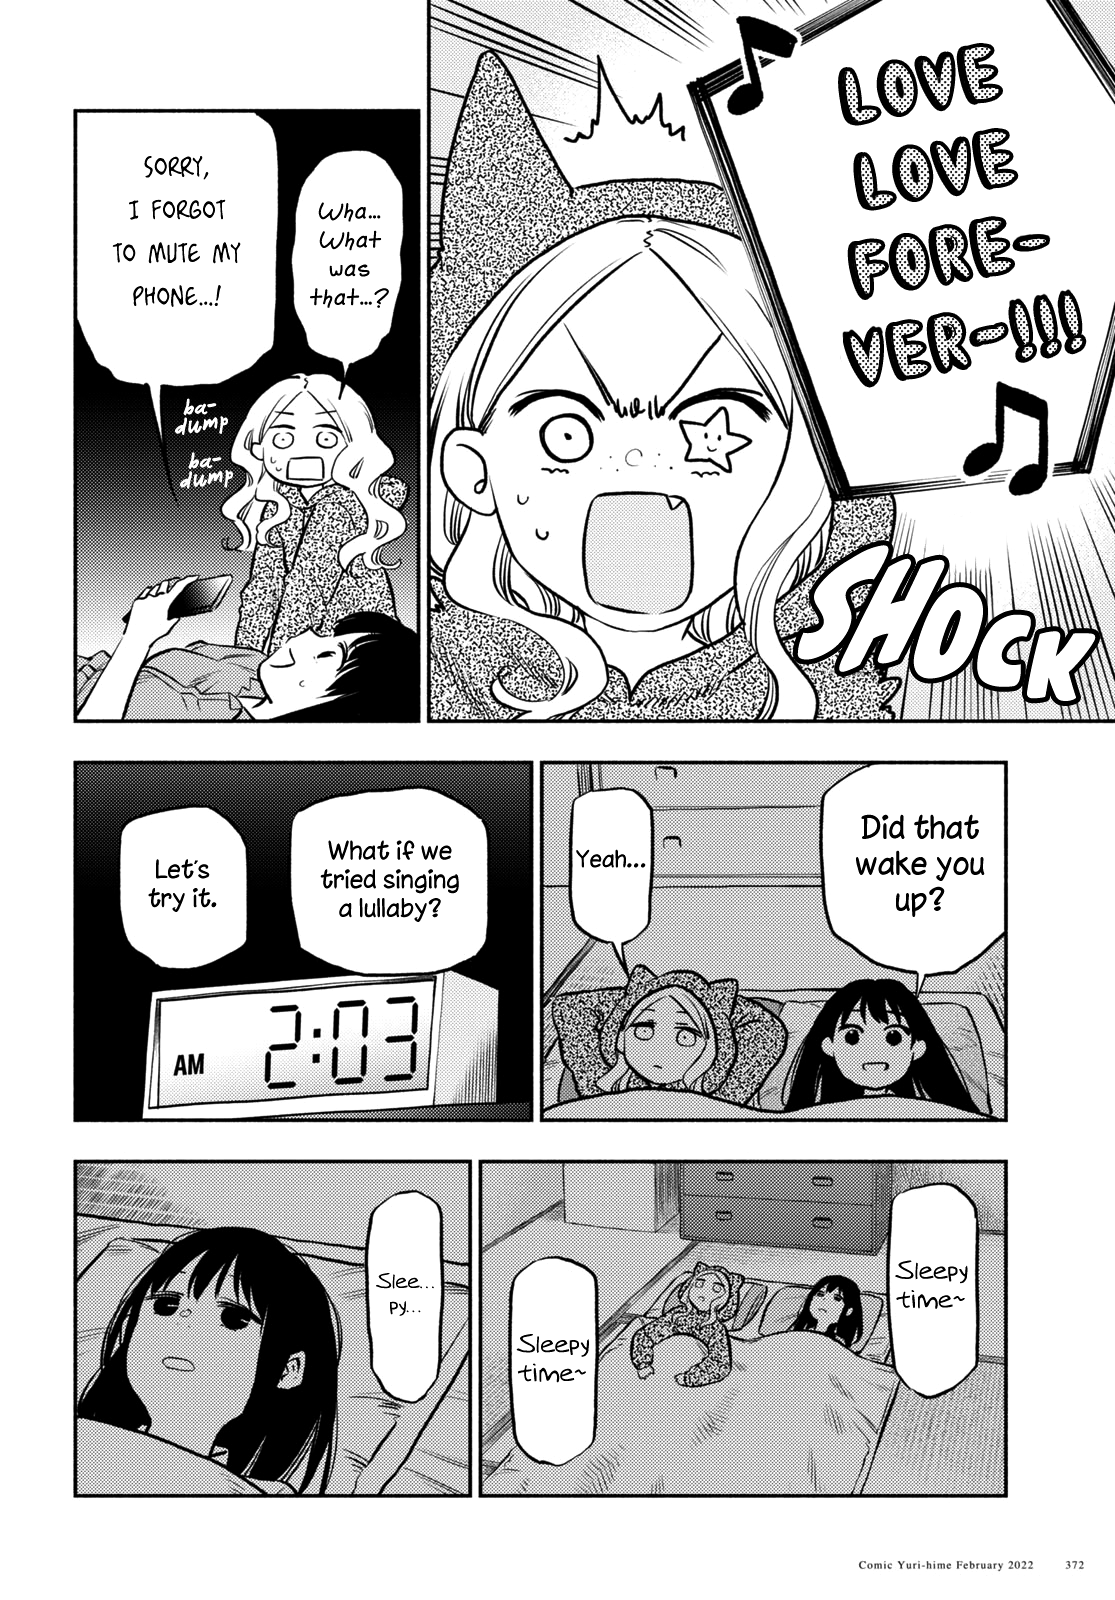 LOVE
LOVE
FORE-
VER-!!!
SHOCK
Wha...
What
was
that...?
SORRY,
I FORGOT
TO MUTE MY
PHONE...!
ba-
dump
ba-
dump
Did that
wake you
up?
Yeah...
What if we
tried singing
a lullaby?
Let's
try it.
AM 2:03
Sleepy
time~
Sleepy
time~
Slee...
py...
Comic Yuri-hime February 2022 372